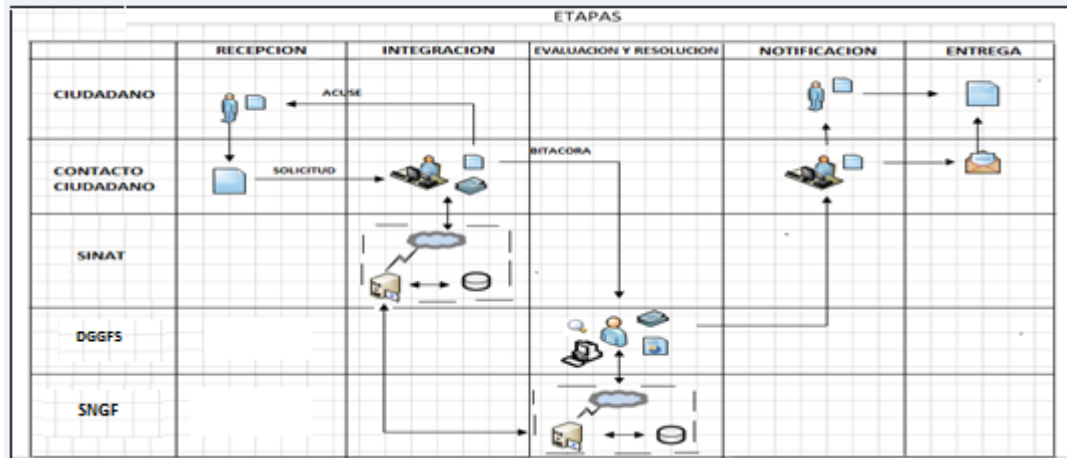 ETAPAS
RECEPCION INTEGRACION EVALUACION Y RESOLUCION NOTIFICACION ENTREGA
CIUDADANO
ACUSE
CONTACTO
CIUDADANO
SOLICITUD
BITACORA
SINAT
DGGFS
SNGF